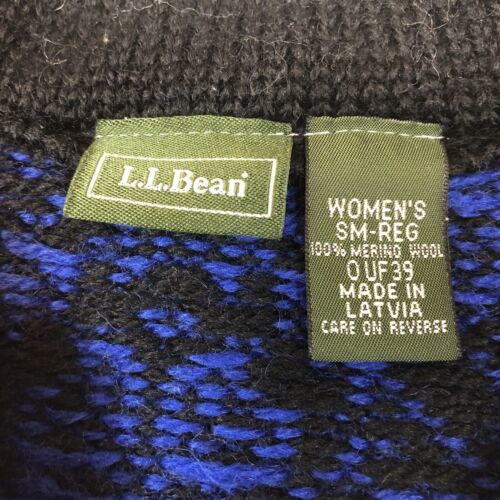 L.L.Bean
WOMEN'S
SM-REG
100% MERINO WOOL
0UF39
MADE IN
LATVIA
CARE ON REVERSE